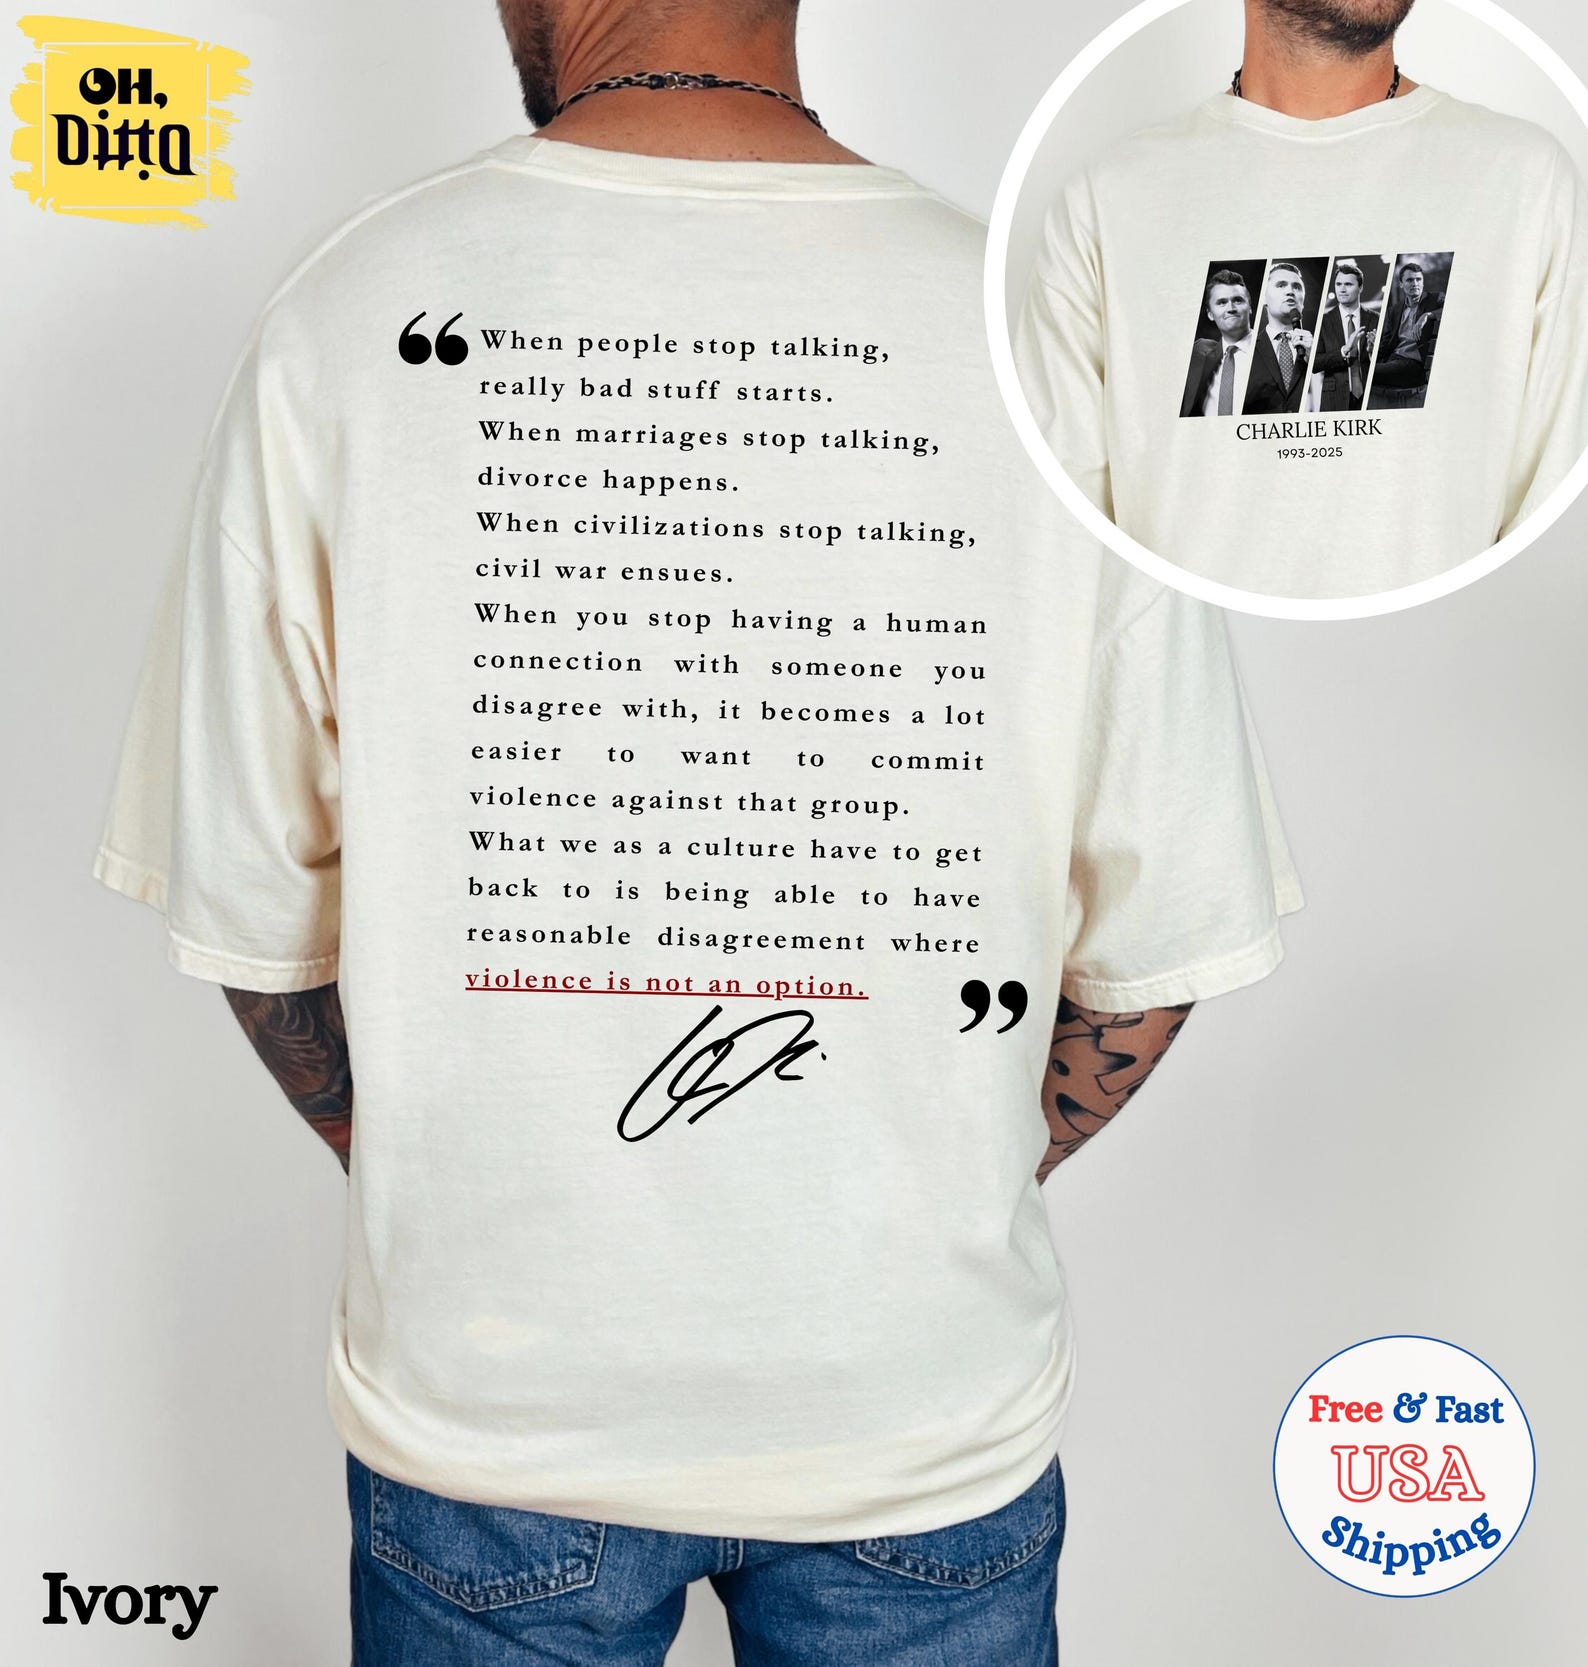 OH,
Ditto
“When people stop talking,
really bad stuff starts.
When marriages stop talking,
divorce happens.
When civilizations stop talking,
civil war ensues.
When you stop having a human
connection with someone you
disagree with, it becomes a lot
easier to want to commit
violence against that group.
What we as a culture have to get
back to is being able to have
reasonable disagreement where
violence is not an option.”
CHARLIE KIRK
1993-2025
Free & Fast
USA
Shipping
Ivory